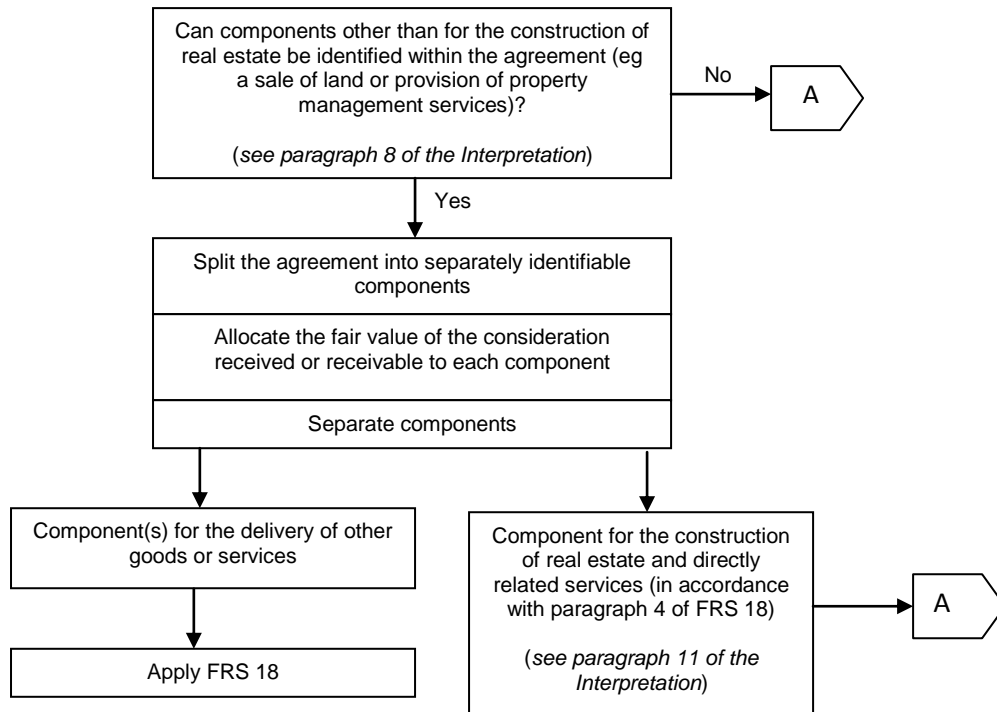 Can components other than for the construction of
real estate be identified within the agreement (eg
a sale of land or provision of property
management services)?
(see paragraph 8 of the Interpretation)
No
A
Yes
Split the agreement into separately identifiable
components
Allocate the fair value of the consideration
received or receivable to each component
Separate components
Component(s) for the delivery of other
goods or services
Apply FRS 18
Component for the construction
of real estate and directly
related services (in accordance
with paragraph 4 of FRS 18)
(see paragraph 11 of the
Interpretation)
A